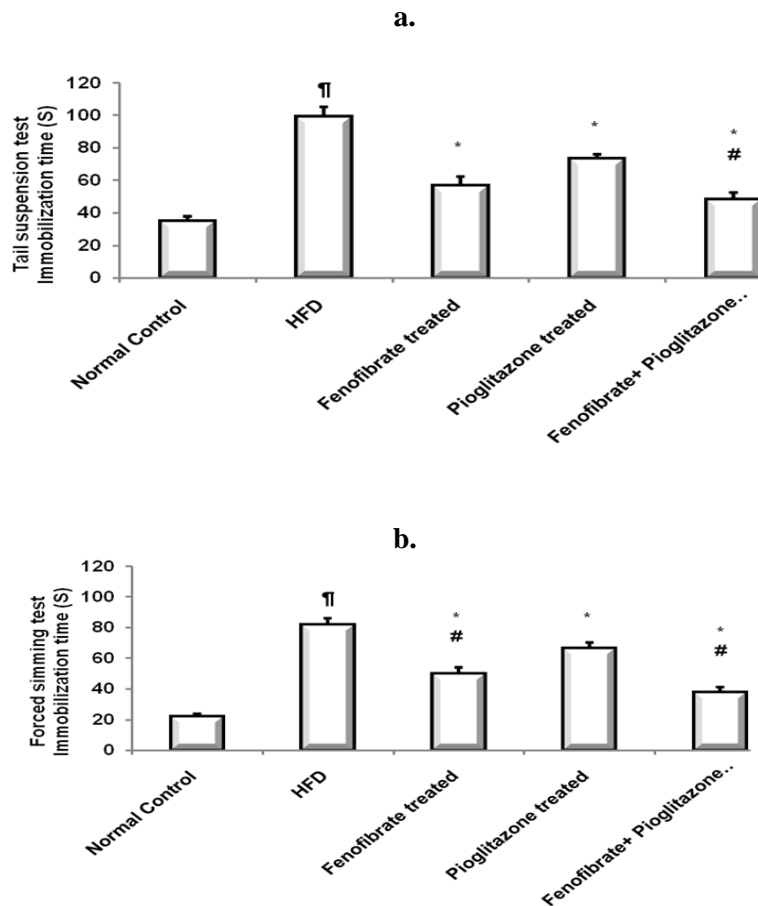 a.
Tail suspension test
Immobilization time (S)
120
100
80
60
40
20
0
¶
*
*
*
#
Normal Control
HFD
Fenofibrate treated
Pioglitazone treated
Fenofibrate+ Pioglitazone..
b.
Forced simming test
Immobilization time (S)
120
100
80
60
40
20
0
¶
*
#
*
*
#
Normal Control
HFD
Fenofibrate treated
Pioglitazone treated
Fenofibrate+ Pioglitazone..